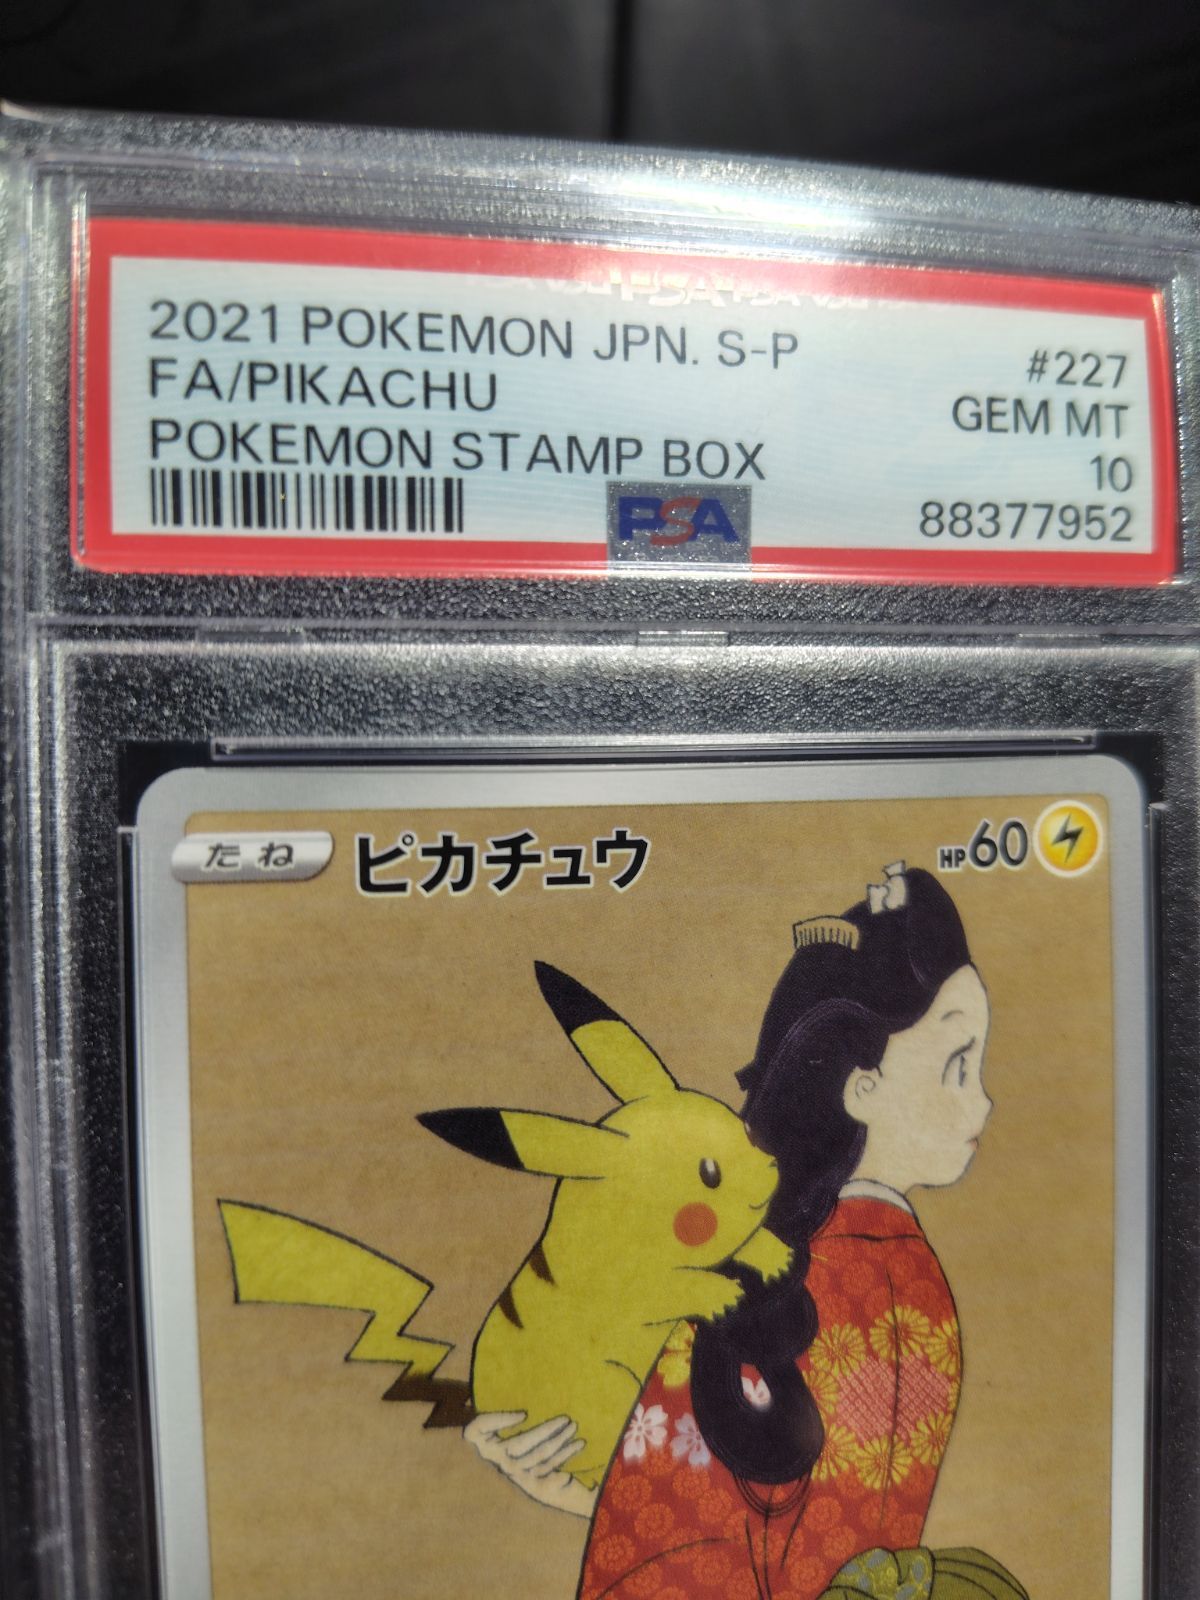 2021 POKEMON JPN. S-P
#227
FA/PIKACHU
GEM MT
POKEMON STAMP BOX
10
PSA
88377952
たね ピカチュウ HP60